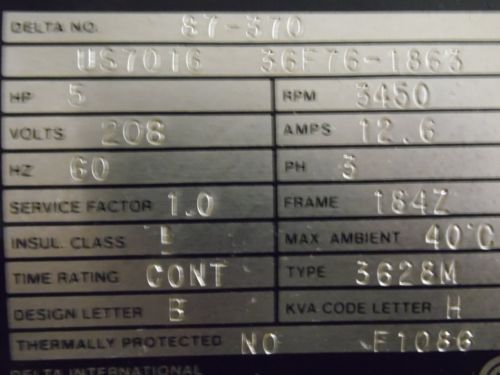 DELTA NO. 87-370
US7016 36F76-1863
HP 5 RPM 3450
VOLTS 208 AMPS 12.6
HZ 60 PH 3
SERVICE FACTOR 1.0 FRAME 184Z
INSUL. CLASS MAX AMBIENT 40°C
TIME RATING CONT TYPE 3628M
DESIGN LETTER B KVA CODE LETTER H
THERMALLY PROTECTED NO F1086
DELTA INTERNATIONAL